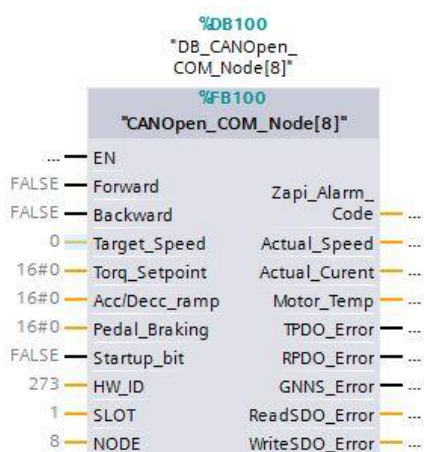 %DB100
"DB_CANOpen_
COM_Node[8]"
%FB100
"CANOpen_COM_Node[8]"
... EN
FALSE Forward Zapi_Alarm_
FALSE Backward Code ...
0 Target_Speed Actual_Speed ...
16#0 Torq_Setpoint Actual_Curent ...
16#0 Acc/Decc_ramp Motor_Temp ...
16#0 Pedal_Braking TPDO_Error ...
FALSE Startup_bit RPDO_Error ...
273 HW_ID GNNS_Error ...
1 SLOT ReadSDO_Error ...
8 NODE WriteSDO_Error ...